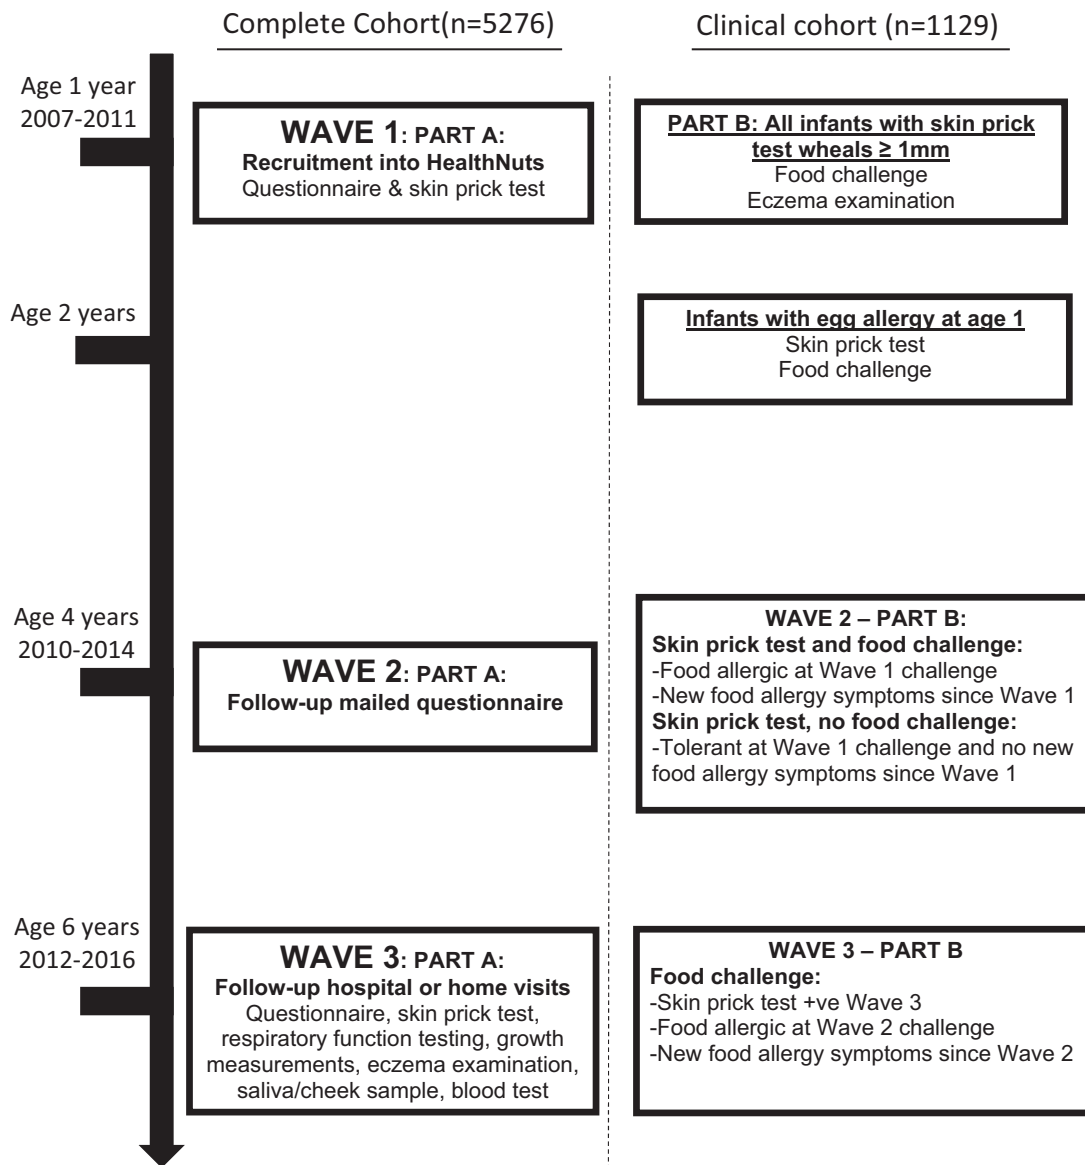 Complete Cohort(n=5276)
Clinical cohort (n=1129)
Age 1 year
2007-2011
WAVE 1: PART A:
Recruitment into HealthNuts
Questionnaire & skin prick test
PART B: All infants with skin prick
test wheals ≥ 1mm
Food challenge
Eczema examination
Age 2 years
Infants with egg allergy at age 1
Skin prick test
Food challenge
Age 4 years
2010-2014
WAVE 2: PART A:
Follow-up mailed questionnaire
WAVE 2 – PART B:
Skin prick test and food challenge:
-Food allergic at Wave 1 challenge
-New food allergy symptoms since Wave 1
Skin prick test, no food challenge:
-Tolerant at Wave 1 challenge and no new
food allergy symptoms since Wave 1
Age 6 years
2012-2016
WAVE 3: PART A:
Follow-up hospital or home visits
Questionnaire, skin prick test,
respiratory function testing, growth
measurements, eczema examination,
saliva/cheek sample, blood test
WAVE 3 – PART B
Food challenge:
-Skin prick test +ve Wave 3
-Food allergic at Wave 2 challenge
-New food allergy symptoms since Wave 2